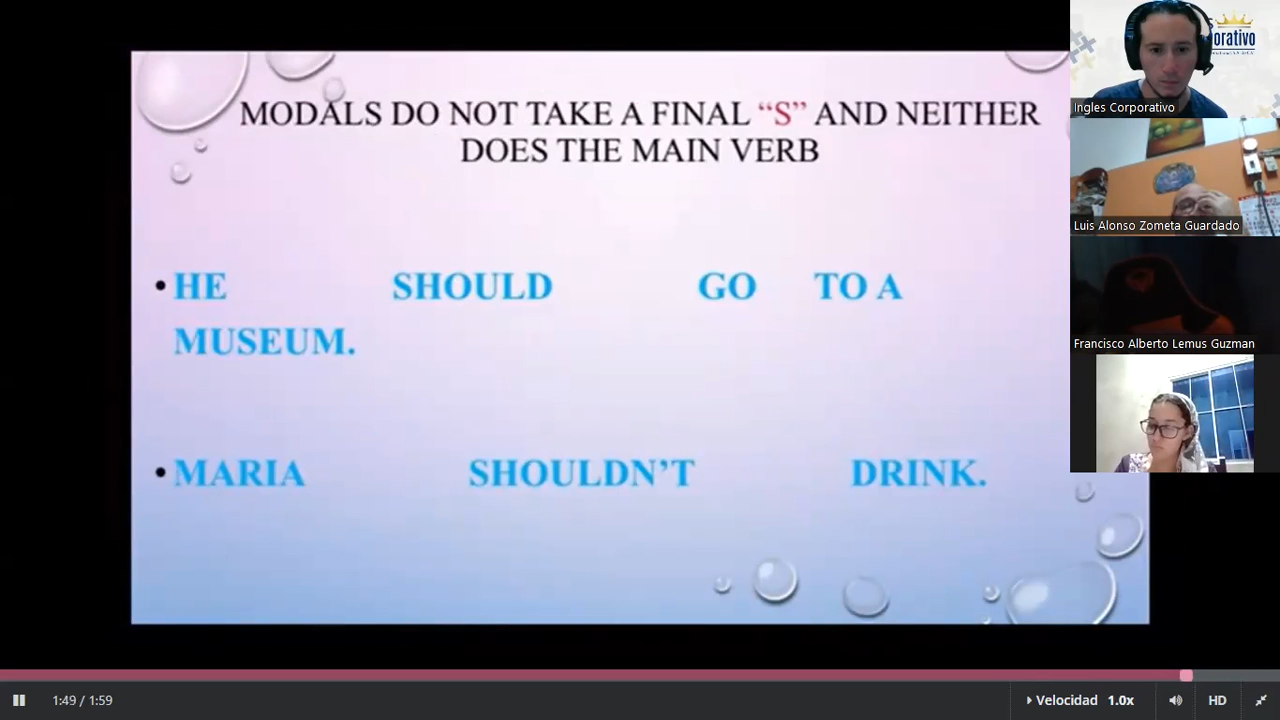 MODALS DO NOT TAKE A FINAL “S” AND NEITHER
DOES THE MAIN VERB
• HE SHOULD GO TO A
MUSEUM.
• MARIA SHOULDN’T DRINK.
Ingles Corporativo
Luis Alonso Zometa Guardado
Francisco Alberto Lemus Guzman
1:49 / 1:59
Velocidad 1.0x
HD